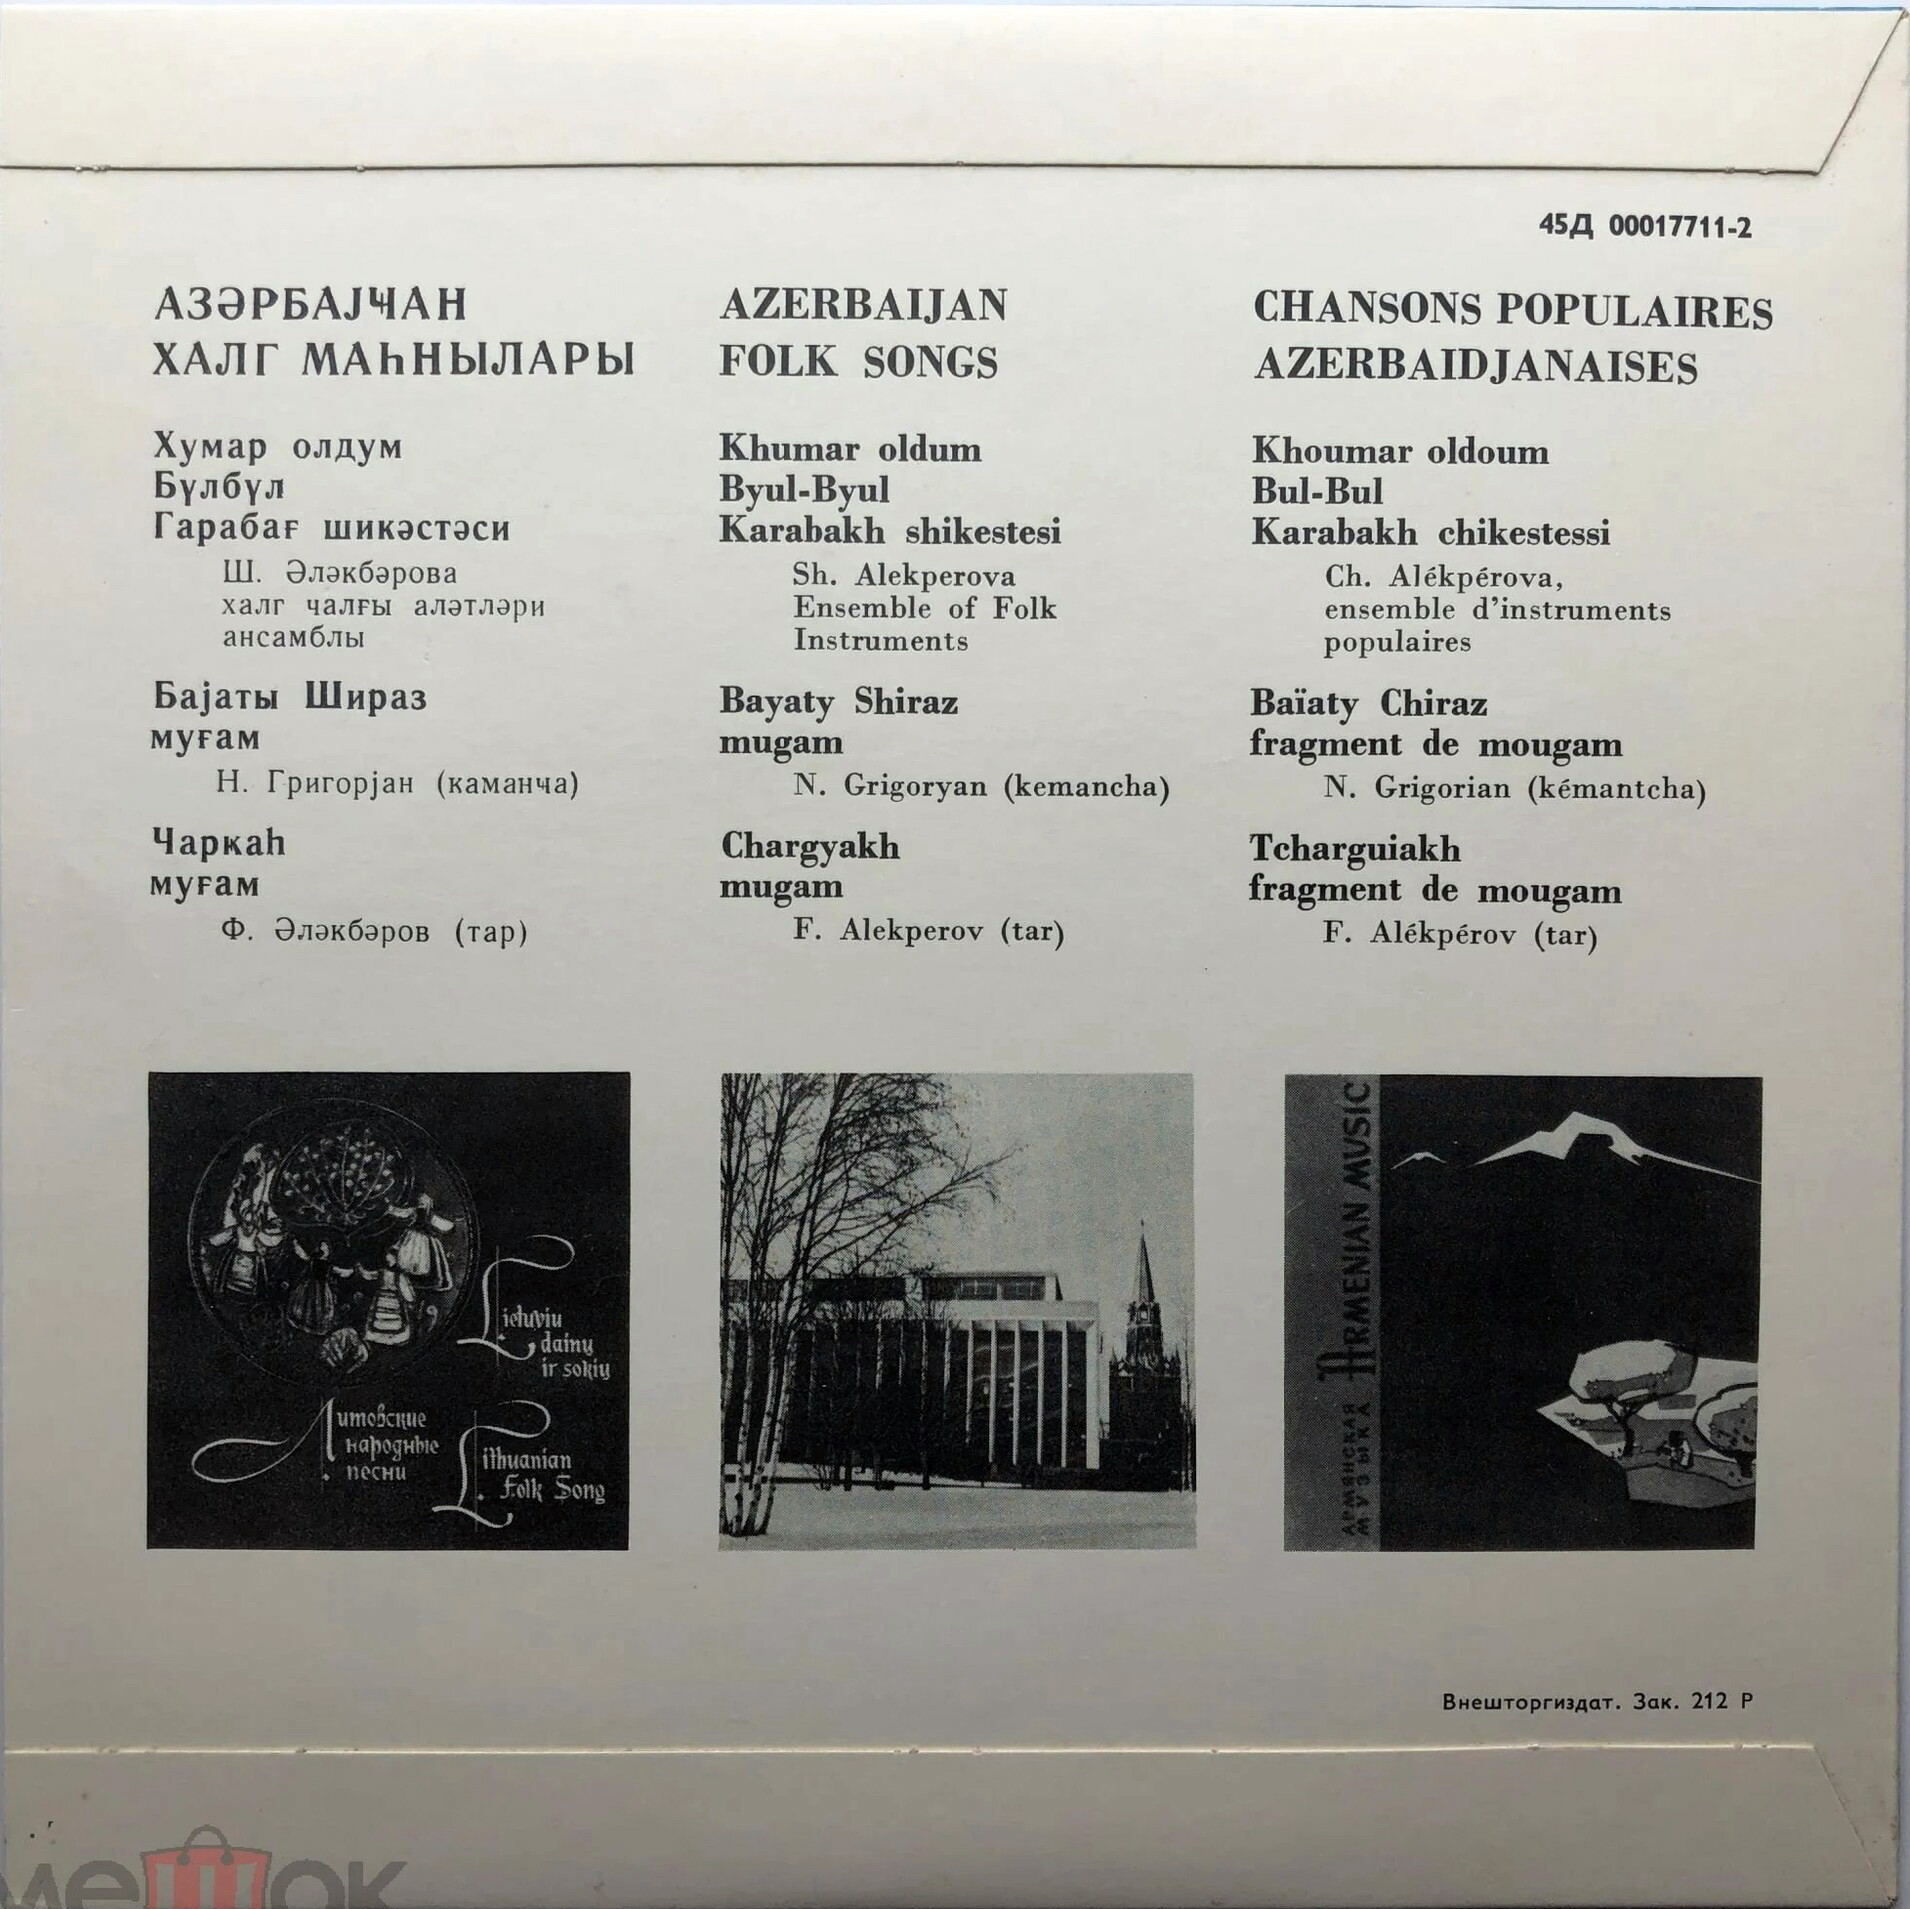 45Д 00017711-2
АЗӘРБАЈҸАН
ХАЛГ МАҺНЫЛАРЫ
Хумар олдум
Бүлбүл
Гарабағ шикәстәси
Ш. Әләкбәрова
халг чалғы аләтләри
ансамблы
Бајаты Шираз
муғам
Н. Григорјан (каманча)
Чаркаһ
муғам
Ф. Әләкбәров (тар)
AZERBAIJAN
FOLK SONGS
Khumar oldum
Byul-Byul
Karabakh shikestesi
Sh. Alekperova
Ensemble of Folk
Instruments
Bayaty Shiraz
mugam
N. Grigoryan (kemancha)
Chargyakh
mugam
F. Alekperov (tar)
CHANSONS POPULAIRES
AZERBAIDJANAISES
Khoumar oldoum
Bul-Bul
Karabakh chikestessi
Ch. Alékpérova,
ensemble d'instruments
populaires
Baïaty Chiraz
fragment de mougam
N. Grigorian (kémantcha)
Tcharguiakh
fragment de mougam
F. Alékpérov (tar)
Lietuviu
dainų
ir sokių
Литовские
народные
песни
Lithuanian
Folk Song
ARMENIAN MUSIC
АРМЯНСКАЯ
МУЗЫКА
Внешторгиздат. Зак. 212 Р
мешок